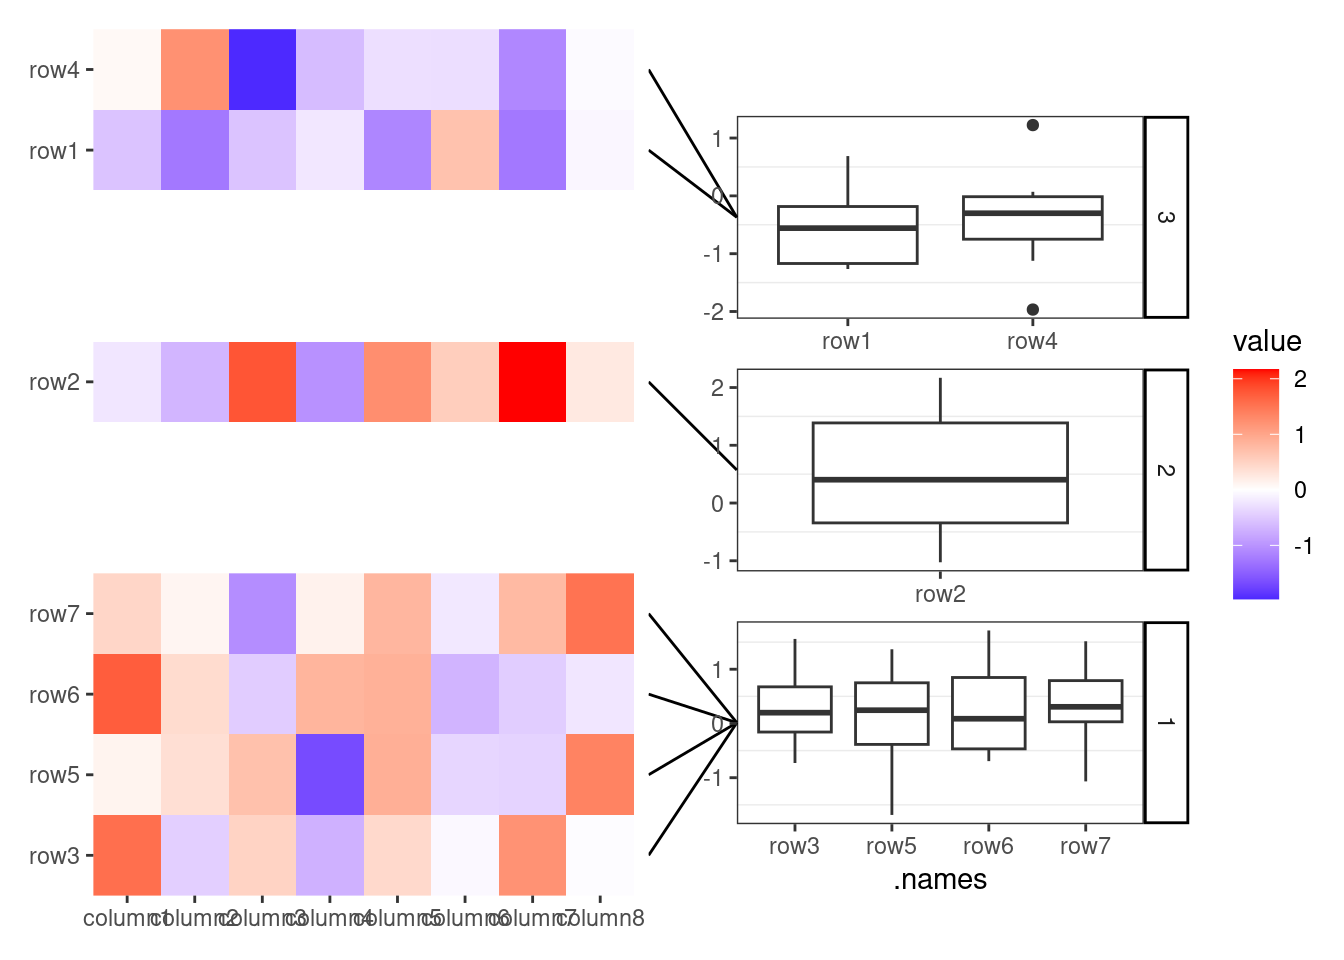 row4
row1
row2
row7
row6
row5
row3
column1 column2 column3 column4 column5 column6 column7 column8
1
0
-1
-2
row1 row4
3
2
1
0
-1
row2
2
1
0
-1
row3 row5 row6 row7
1
.names
value
2
1
0
-1